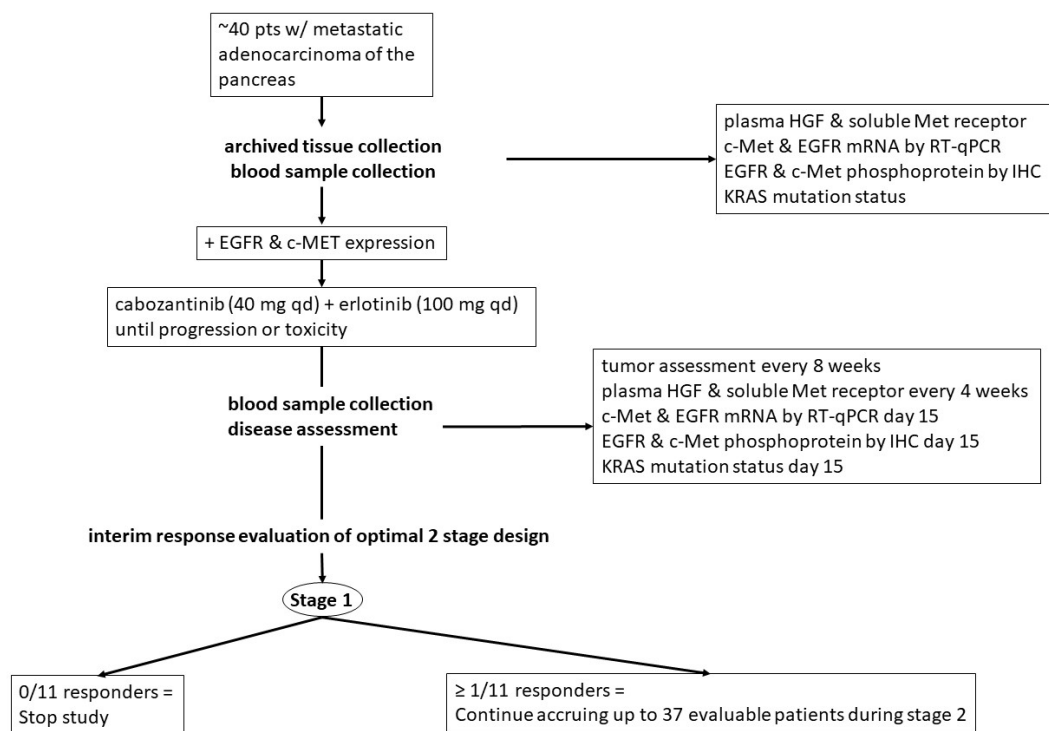 ~40 pts w/ metastatic
adenocarcinoma of the
pancreas
archived tissue collection
blood sample collection
plasma HGF & soluble Met receptor
c-Met & EGFR mRNA by RT-qPCR
EGFR & c-Met phosphoprotein by IHC
KRAS mutation status
+ EGFR & c-MET expression
cabozantinib (40 mg qd) + erlotinib (100 mg qd)
until progression or toxicity
blood sample collection
disease assessment
tumor assessment every 8 weeks
plasma HGF & soluble Met receptor every 4 weeks
c-Met & EGFR mRNA by RT-qPCR day 15
EGFR & c-Met phosphoprotein by IHC day 15
KRAS mutation status day 15
interim response evaluation of optimal 2 stage design
Stage 1
0/11 responders =
Stop study
≥ 1/11 responders =
Continue accruing up to 37 evaluable patients during stage 2